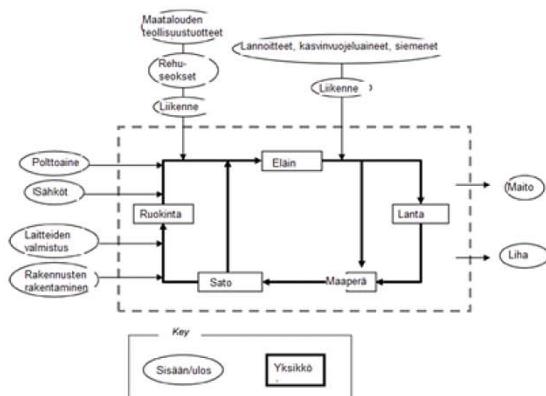 Maatalouden
teollisuustuotteet
Lannoitteet, kasvinvuojeluaineet, siemenet
Rehu-
seokset
Liikenne
Liikenne
Polttoaine
Eläin
Maito
Sähköt
Ruokinta
Lanta
Laitteiden
valmistus
Liha
Rakennusten
rakentaminen
Sato
Maaperä
Key
Sisään/ulos
Yksikkö